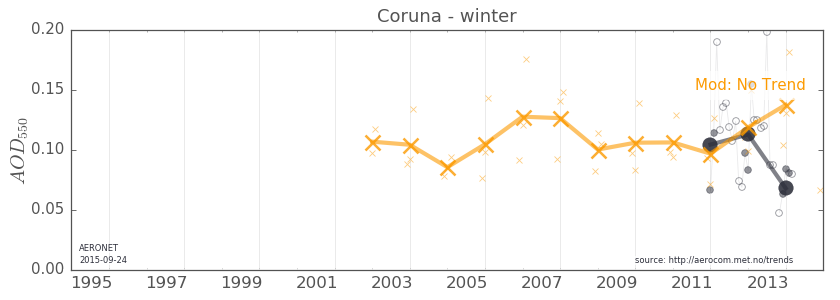 Coruna - winter
0.20
0.15
0.10
0.05
0.00
AOD550
Mod: No Trend
AERONET
2015-09-24
source: http://aerocom.met.no/trends
1995 1997 1999 2001 2003 2005 2007 2009 2011 2013